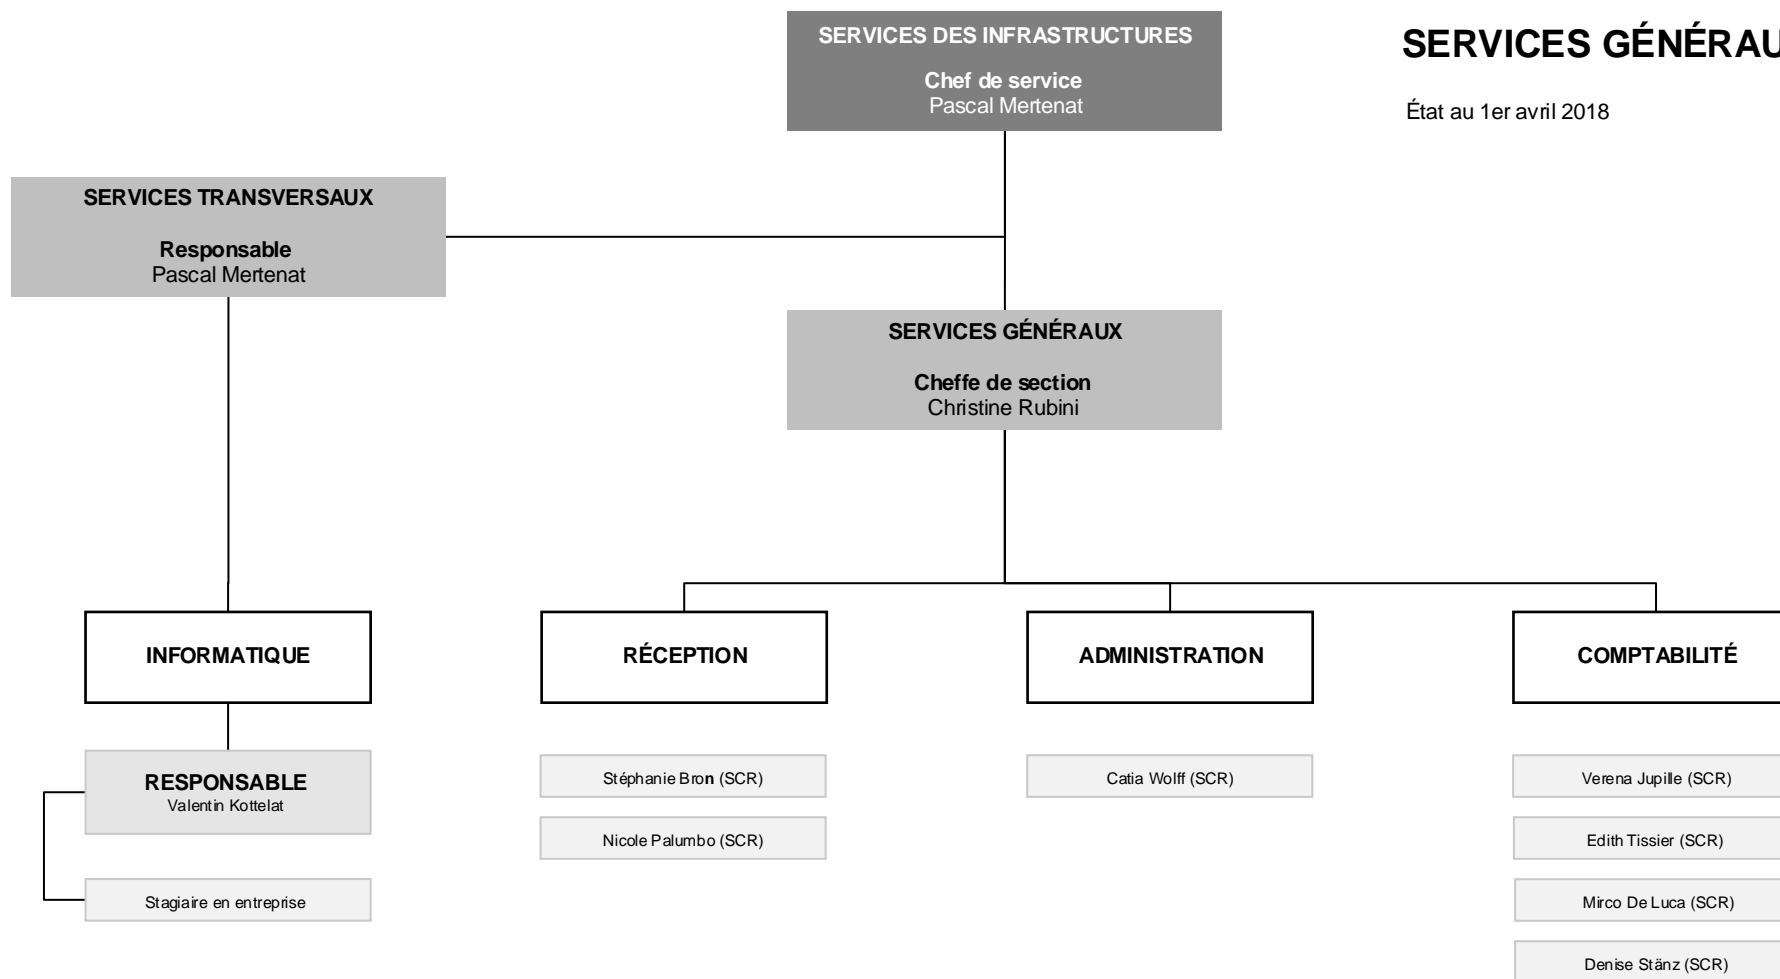 SERVICES DES INFRASTRUCTURES
Chef de service
Pascal Mertenat
SERVICES GÉNÉRAU
État au 1er avril 2018
SERVICES TRANSVERSAUX
Responsable
Pascal Mertenat
SERVICES GÉNÉRAUX
Cheffe de section
Christine Rubini
INFORMATIQUE
RÉCEPTION
ADMINISTRATION
COMPTABILITÉ
RESPONSABLE
Valentin Kottelat
Stagiaire en entreprise
Stéphanie Bron (SCR)
Nicole Palumbo (SCR)
Catia Wolff (SCR)
Verena Jupille (SCR)
Edith Tissier (SCR)
Mirco De Luca (SCR)
Denise Stänz (SCR)